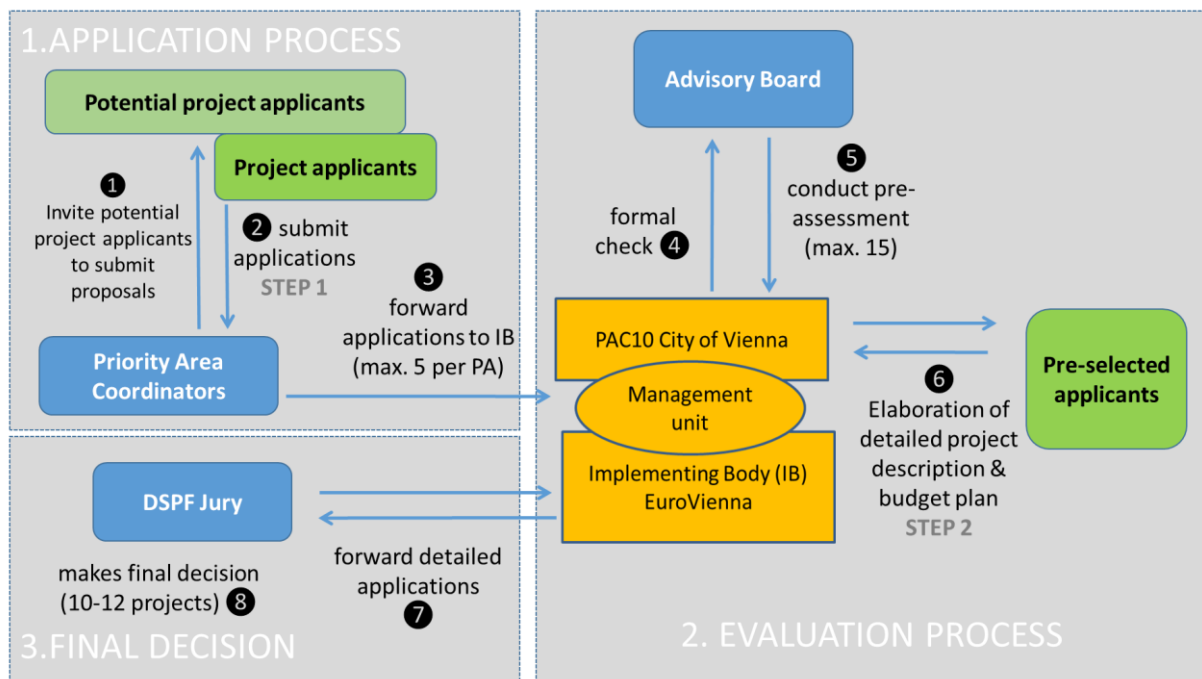 1.APPLICATION PROCESS
Potential project applicants
Project applicants
1
Invite potential
project applicants
to submit
proposals
2 submit
applications
STEP 1
3
forward
applications to IB
(max. 5 per PA)
Priority Area
Coordinators
Advisory Board
formal
check 4
5
conduct pre-
assessment
(max. 15)
PAC10 City of Vienna
Management
unit
Implementing Body (IB)
EuroVienna
Pre-selected
applicants
6
Elaboration of
detailed project
description &
budget plan
STEP 2
2. EVALUATION PROCESS
DSPF Jury
forward detailed
applications
7
makes final decision
(10-12 projects) 8
3.FINAL DECISION